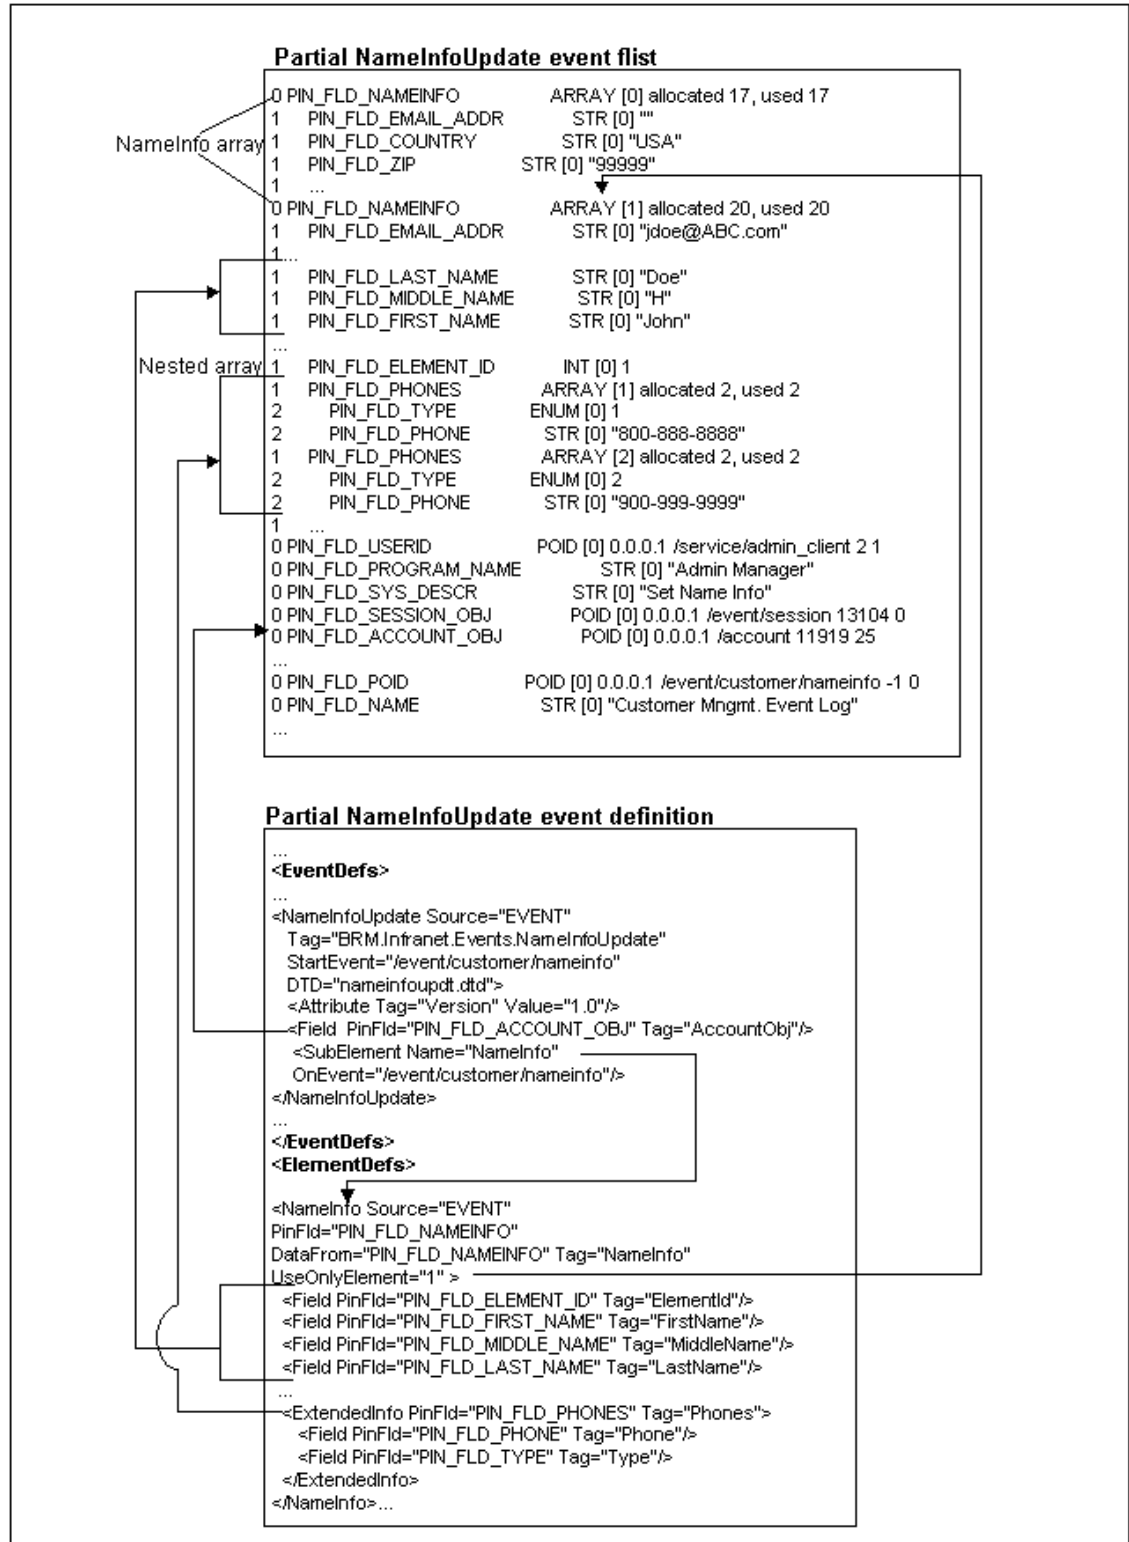 Partial NameInfoUpdate event flist
0 PIN_FLD_NAMEINFO ARRAY [0] allocated 17, used 17
1 PIN_FLD_EMAIL_ADDR STR [0] ""
NameInfo array 1 PIN_FLD_COUNTRY STR [0] "USA"
1 PIN_FLD_ZIP STR [0] "99999"
1 ...
0 PIN_FLD_NAMEINFO ARRAY [1] allocated 20, used 20
1 PIN_FLD_EMAIL_ADDR STR [0] "jdoe@ABC.com"
1...
1 PIN_FLD_LAST_NAME STR [0] "Doe"
1 PIN_FLD_MIDDLE_NAME STR [0] "H"
1 PIN_FLD_FIRST_NAME STR [0] "John"
...
Nested array 1 PIN_FLD_ELEMENT_ID INT [0] 1
1 PIN_FLD_PHONES ARRAY [1] allocated 2, used 2
2 PIN_FLD_TYPE ENUM [0] 1
2 PIN_FLD_PHONE STR [0] "800-888-8888"
1 PIN_FLD_PHONES ARRAY [2] allocated 2, used 2
2 PIN_FLD_TYPE ENUM [0] 2
2 PIN_FLD_PHONE STR [0] "900-999-9999"
1 ...
0 PIN_FLD_USERID POID [0] 0.0.0.1 /service/admin_client 2 1
0 PIN_FLD_PROGRAM_NAME STR [0] "Admin Manager"
0 PIN_FLD_SYS_DESCR STR [0] "Set Name Info"
0 PIN_FLD_SESSION_OBJ POID [0] 0.0.0.1 /event/session 13104 0
0 PIN_FLD_ACCOUNT_OBJ POID [0] 0.0.0.1 /account 11919 25
...
0 PIN_FLD_POID POID [0] 0.0.0.1 /event/customer/nameinfo -1 0
0 PIN_FLD_NAME STR [0] "Customer Mngmt. Event Log"
...
Partial NameInfoUpdate event definition
...
<EventDefs>
...
<NameInfoUpdate Source="EVENT"
Tag="BRM.Infranet.Events.NameInfoUpdate"
StartEvent="/event/customer/nameinfo"
DTD="nameinfoupdt.dtd">
<Attribute Tag="Version" Value="1.0"/>
<Field PinFld="PIN_FLD_ACCOUNT_OBJ" Tag="AccountObj"/>
<SubElement Name="NameInfo"
OnEvent="/event/customer/nameinfo"/>
</NameInfoUpdate>
...
</EventDefs>
<ElementDefs>
<NameInfo Source="EVENT"
PinFld="PIN_FLD_NAMEINFO"
DataFrom="PIN_FLD_NAMEINFO" Tag="NameInfo"
UseOnlyElement="1" >
<Field PinFld="PIN_FLD_ELEMENT_ID" Tag="ElementId"/>
<Field PinFld="PIN_FLD_FIRST_NAME" Tag="FirstName"/>
<Field PinFld="PIN_FLD_MIDDLE_NAME" Tag="MiddleName"/>
<Field PinFld="PIN_FLD_LAST_NAME" Tag="LastName"/>
...
<ExtendedInfo PinFld="PIN_FLD_PHONES" Tag="Phones">
<Field PinFld="PIN_FLD_PHONE" Tag="Phone"/>
<Field PinFld="PIN_FLD_TYPE" Tag="Type"/>
</ExtendedInfo>
</NameInfo>...